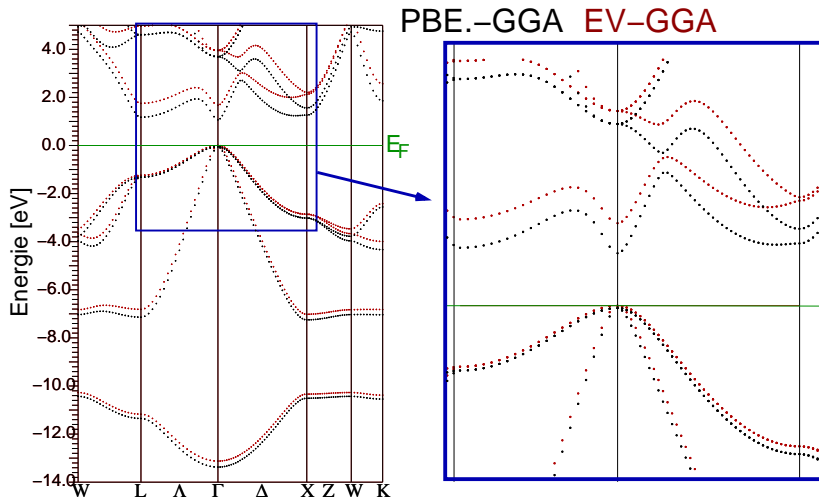 PBE.-GGA EV-GGA
4.0
2.0
0.0
-2.0
-4.0
-6.0
-8.0
-10.0
-12.0
-14.0
Energie [eV]
E_F
W L Λ Γ Δ X Z W K